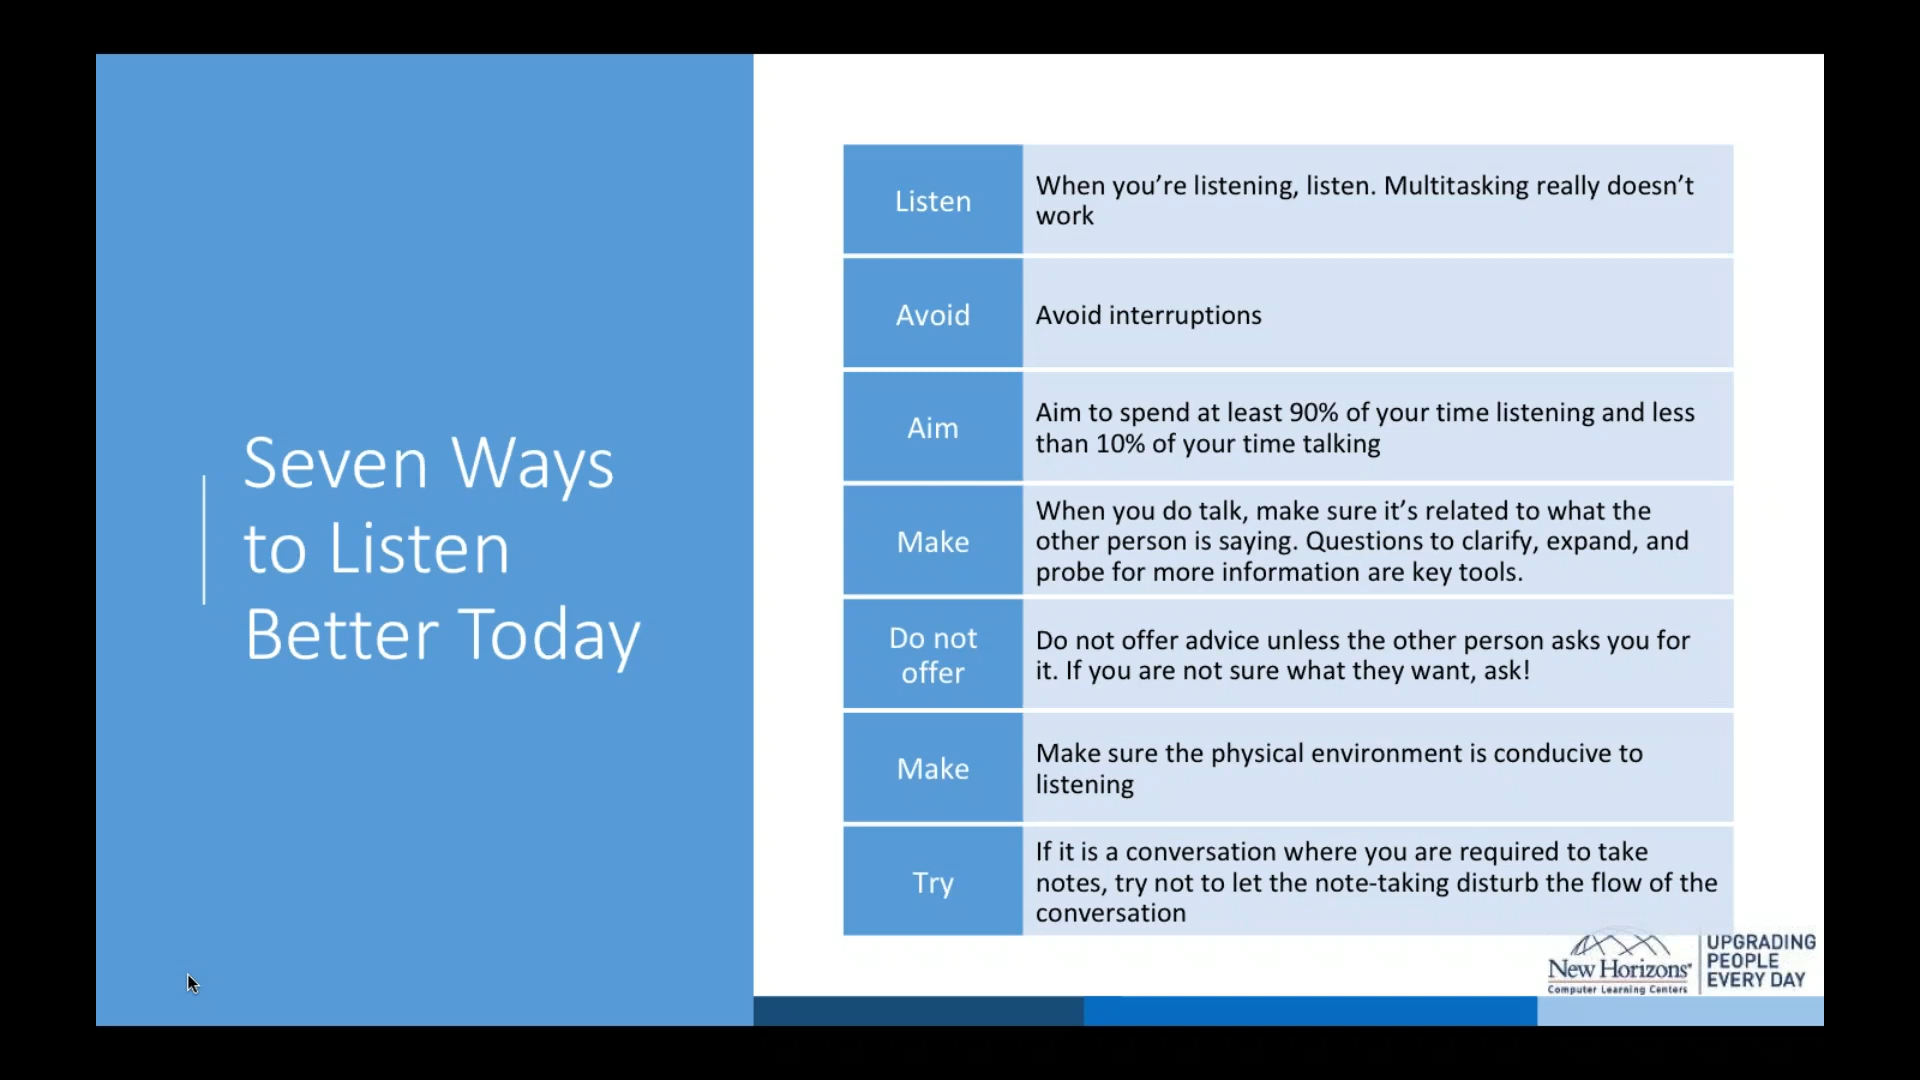 Seven Ways
to Listen
Better Today
Listen
When you’re listening, listen. Multitasking really doesn’t
work
Avoid
Avoid interruptions
Aim
Aim to spend at least 90% of your time listening and less
than 10% of your time talking
Make
When you do talk, make sure it’s related to what the
other person is saying. Questions to clarify, expand, and
probe for more information are key tools.
Do not
offer
Do not offer advice unless the other person asks you for
it. If you are not sure what they want, ask!
Make
Make sure the physical environment is conducive to
listening
Try
If it is a conversation where you are required to take
notes, try not to let the note-taking disturb the flow of the
conversation
New Horizons®
Computer Learning Centers
UPGRADING
PEOPLE
EVERY DAY